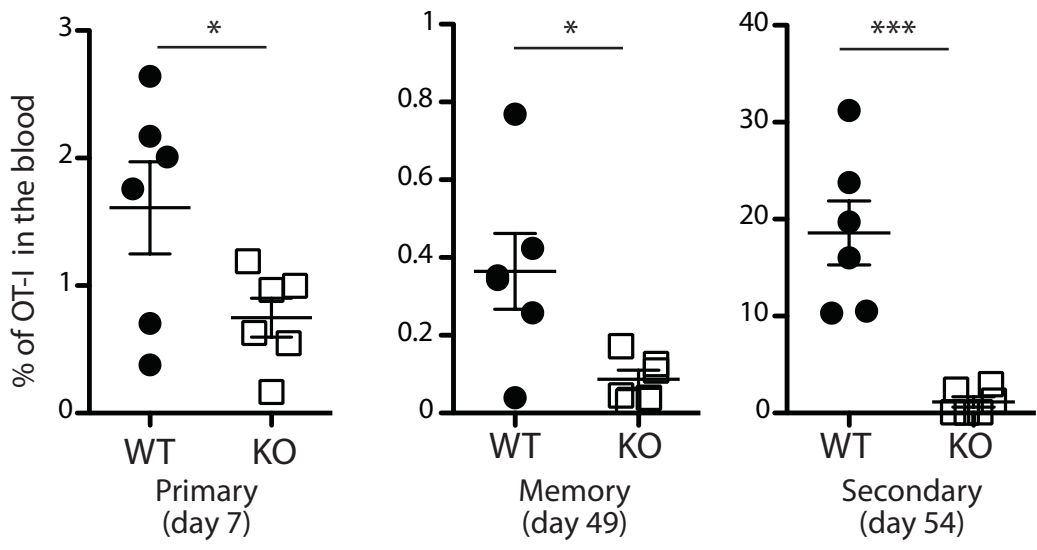 % of OT-I in the blood
3
2
1
0
*
WT
KO
Primary
(day 7)
1
0.8
0.6
0.4
0.2
0
*
WT
KO
Memory
(day 49)
40
30
20
10
0
***
WT
KO
Secondary
(day 54)